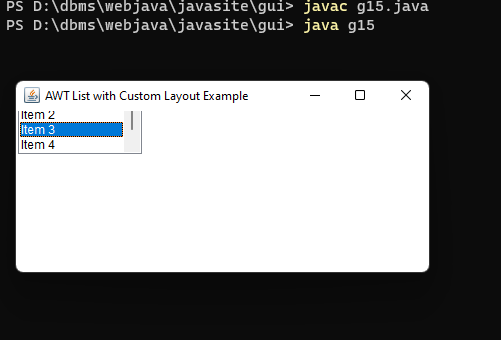 PS D:\dbms\webjava\javasite\gui> javac g15.java
PS D:\dbms\webjava\javasite\gui> java g15
AWT List with Custom Layout Example
Item 2
Item 3
Item 4